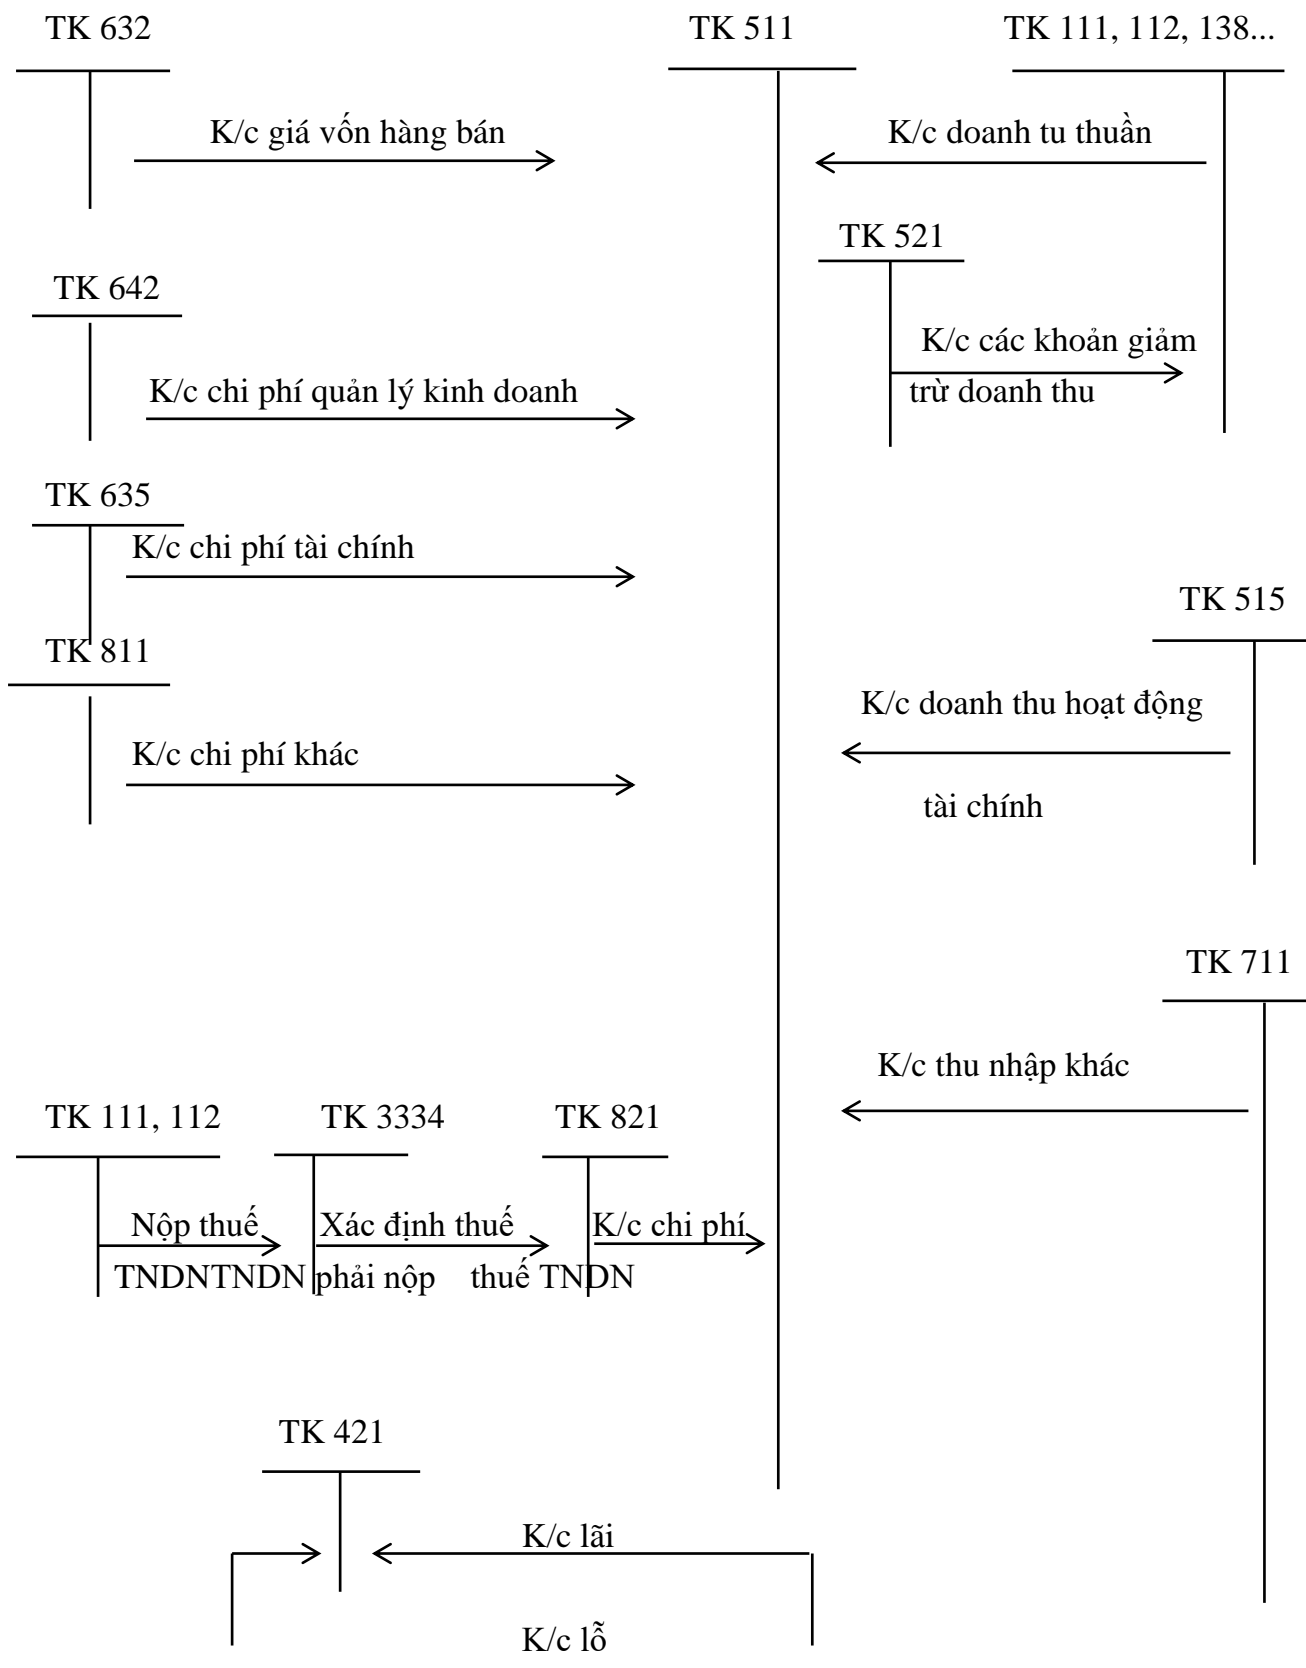 TK 632
TK 511
TK 111, 112, 138...
K/c giá vốn hàng bán
K/c doanh tu thuần
TK 521
TK 642
K/c các khoản giảm
K/c chi phí quản lý kinh doanh
trừ doanh thu
TK 635
K/c chi phí tài chính
TK 515
TK 811
K/c doanh thu hoạt động
K/c chi phí khác
tài chính
TK 711
K/c thu nhập khác
TK 111, 112
TK 3334
TK 821
Nộp thuế
Xác định thuế
K/c chi phí
TNDNTNDN phải nộp
thuế TNDN
TK 421
K/c lãi
K/c lỗ